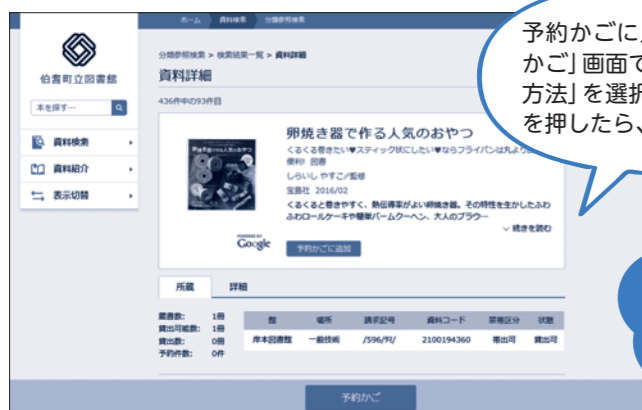 ホーム 資料検索 分類参照検索
伯耆町立図書館
本を探す…
資料検索
資料紹介
表示切替
分類参照検索 > 検索結果一覧 > 資料詳細
資料詳細
436件中の93件目
卵焼き器で作る人気のおやつ
くるくる巻きたい♥スティック状にしたい♥ならフライパンは丸より
便利! 図書
しらいし やすこ/監修
宝島社 2016/02
くるくると巻きやすく、熱伝導率がよい卵焼き器。その特性を生かしたふわ
ふわロールケーキや簡単バームクーヘン、大人のブラウ…
続きを読む
POWERED BY
Google
予約かごに追加
所蔵 詳細
蔵書数: 1冊
貸出可能数: 1冊
貸出数: 0冊
予約件数: 0件
館 場所 請求記号 資料コード 禁帯区分 状態
岸本図書館 一般技術 2100194360 帯出可 貸出可
予約かご
予約かごに
かご」画面で
方法」を選択
を押したら、